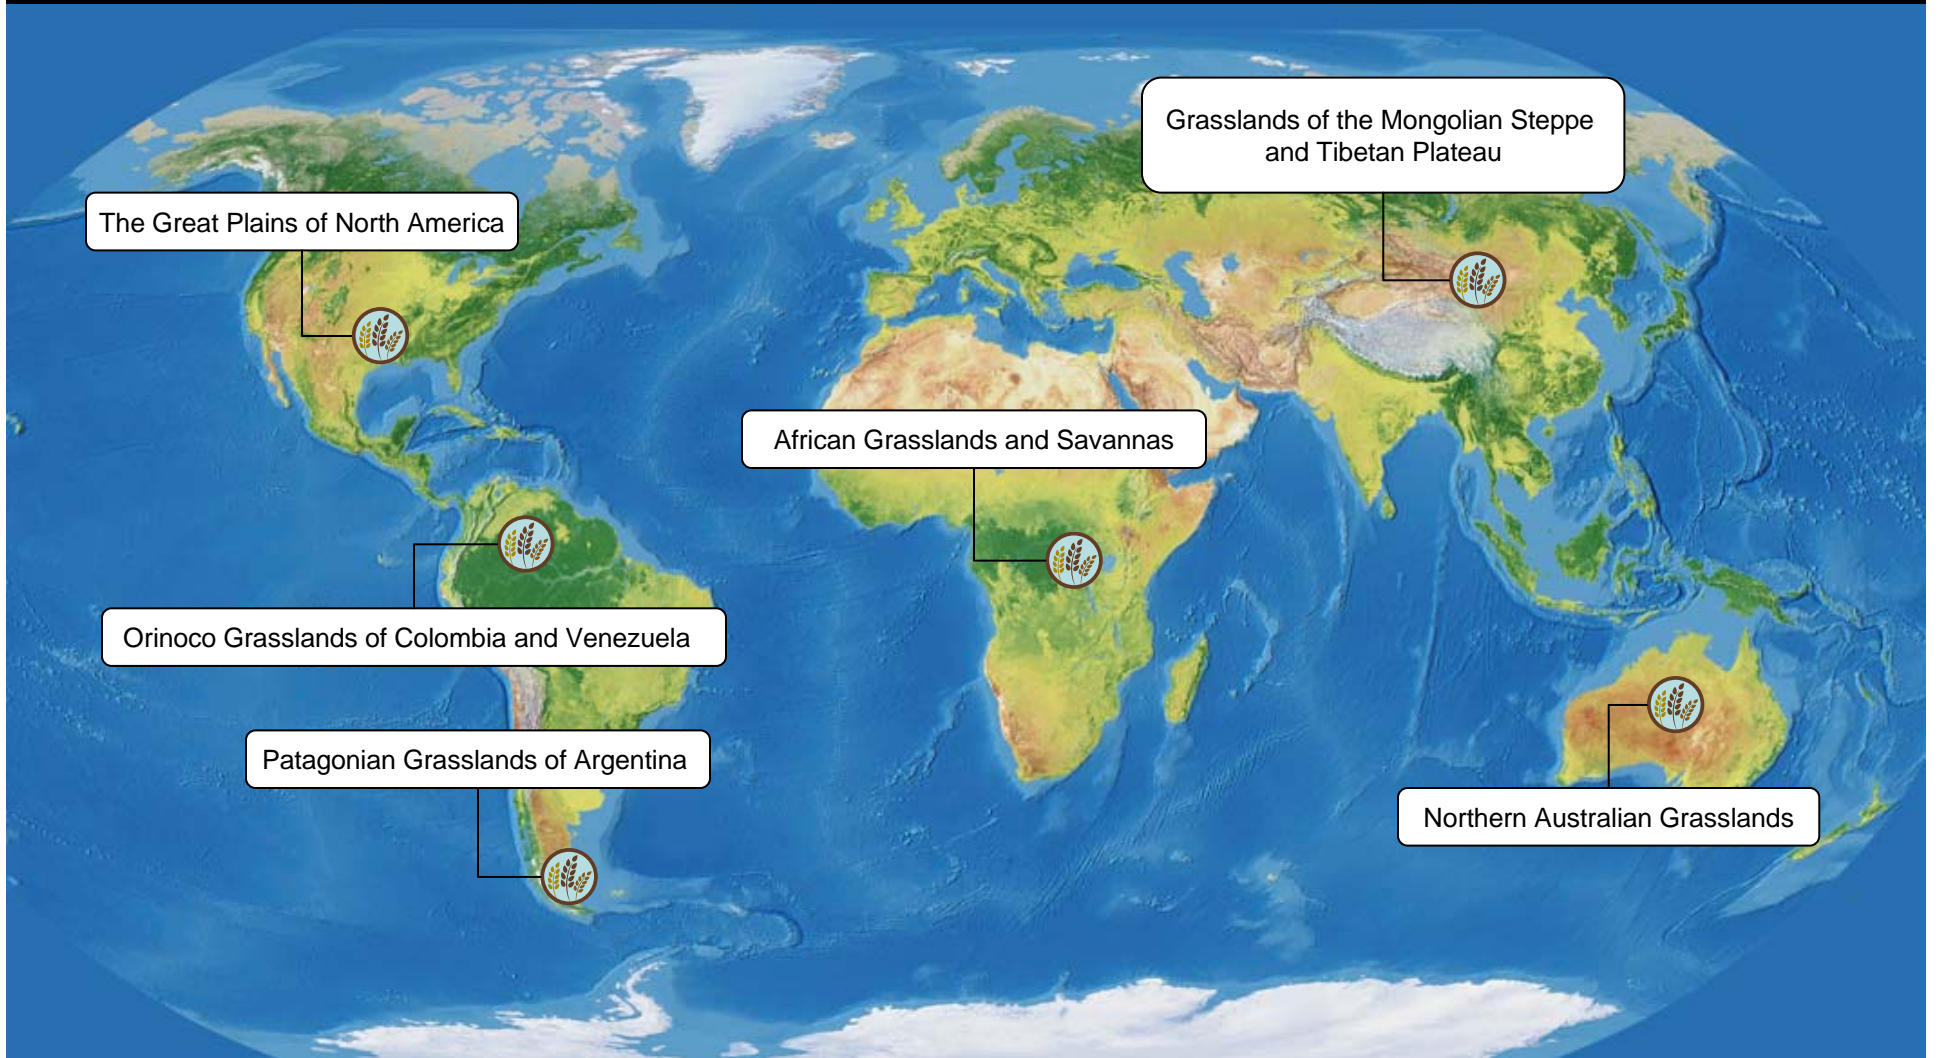 Grasslands of the Mongolian Steppe
and Tibetan Plateau
The Great Plains of North America
African Grasslands and Savannas
Orinoco Grasslands of Colombia and Venezuela
Patagonian Grasslands of Argentina
Northern Australian Grasslands